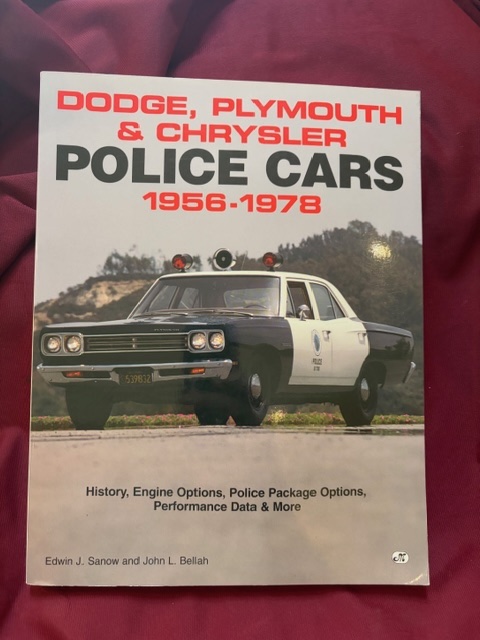 DODGE, PLYMOUTH
& CHRYSLER
POLICE CARS
1956-1978
539832
History, Engine Options, Police Package Options,
Performance Data & More
Edwin J. Sanow and John L. Bellah